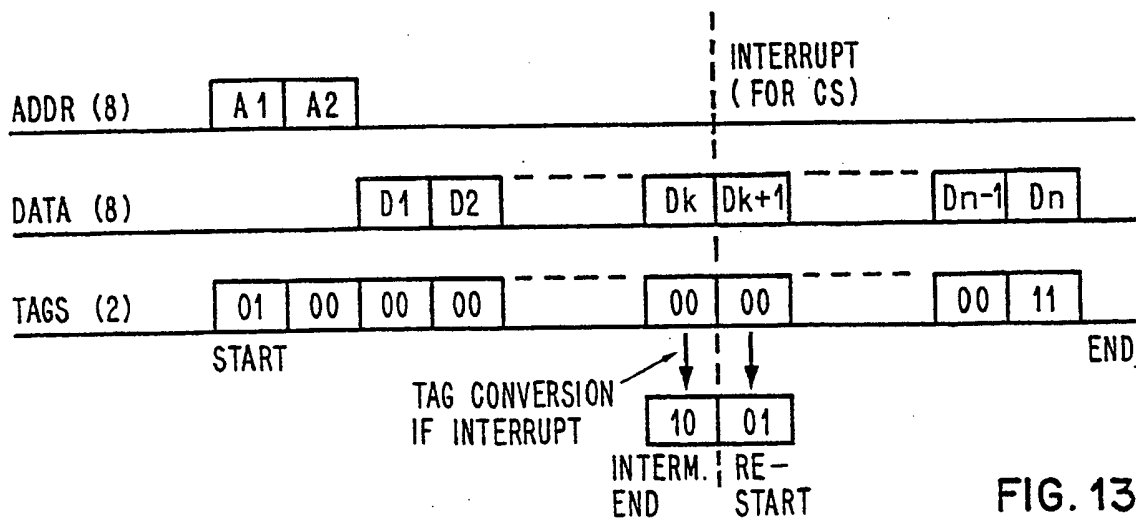 INTERRUPT
(FOR CS)
ADDR (8) A1 A2
DATA (8) D1 D2 Dk Dk+1 Dn-1 Dn
TAGS (2) 01 00 00 00 00 00 00 11
START END
TAG CONVERSION
IF INTERRUPT
10 01
INTERM. RE-
END START
FIG. 13